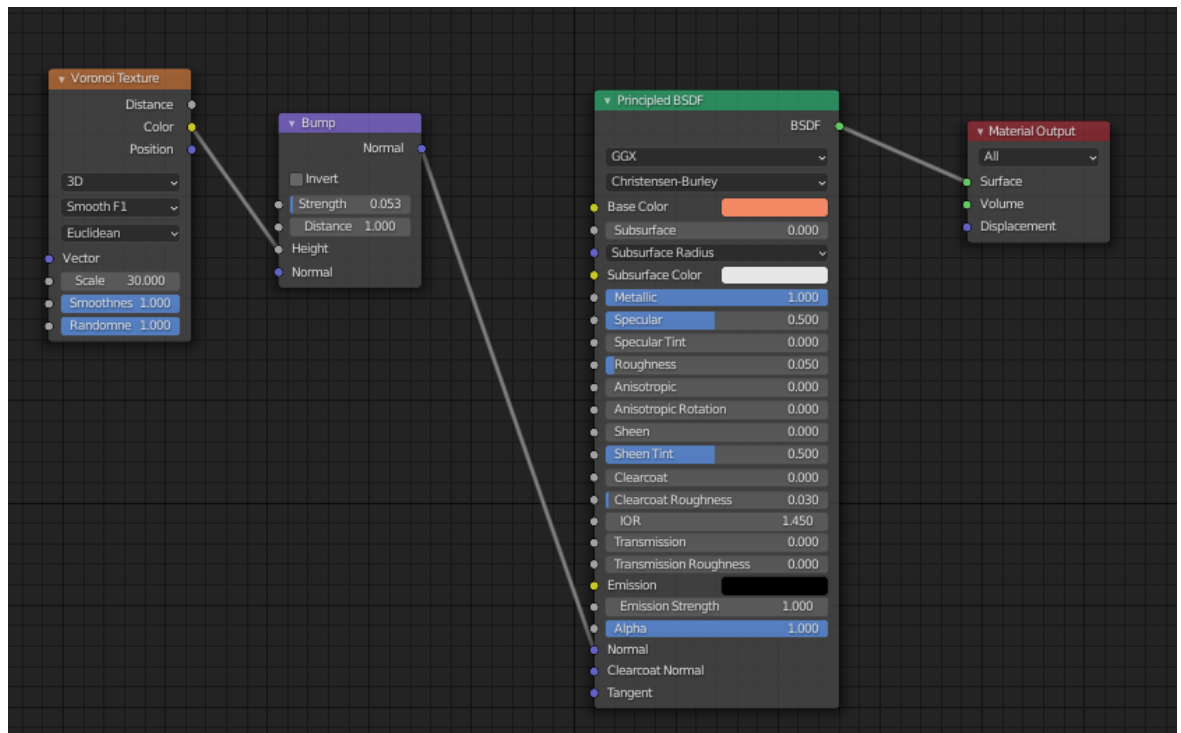 Voronoi Texture
Distance
Color
Position
3D
Smooth F1
Euclidean
Vector
Scale 30.000
Smoothnes 1.000
Randomne 1.000
Bump
Normal
Invert
Strength 0.053
Distance 1.000
Height
Normal
Principled BSDF
BSDF
GGX
Christensen-Burley
Base Color
Subsurface 0.000
Subsurface Radius
Subsurface Color
Metallic 1.000
Specular 0.500
Specular Tint 0.000
Roughness 0.050
Anisotropic 0.000
Anisotropic Rotation 0.000
Sheen 0.000
Sheen Tint 0.500
Clearcoat 0.000
Clearcoat Roughness 0.030
IOR 1.450
Transmission 0.000
Transmission Roughness 0.000
Emission
Emission Strength 1.000
Alpha 1.000
Normal
Clearcoat Normal
Tangent
Material Output
All
Surface
Volume
Displacement